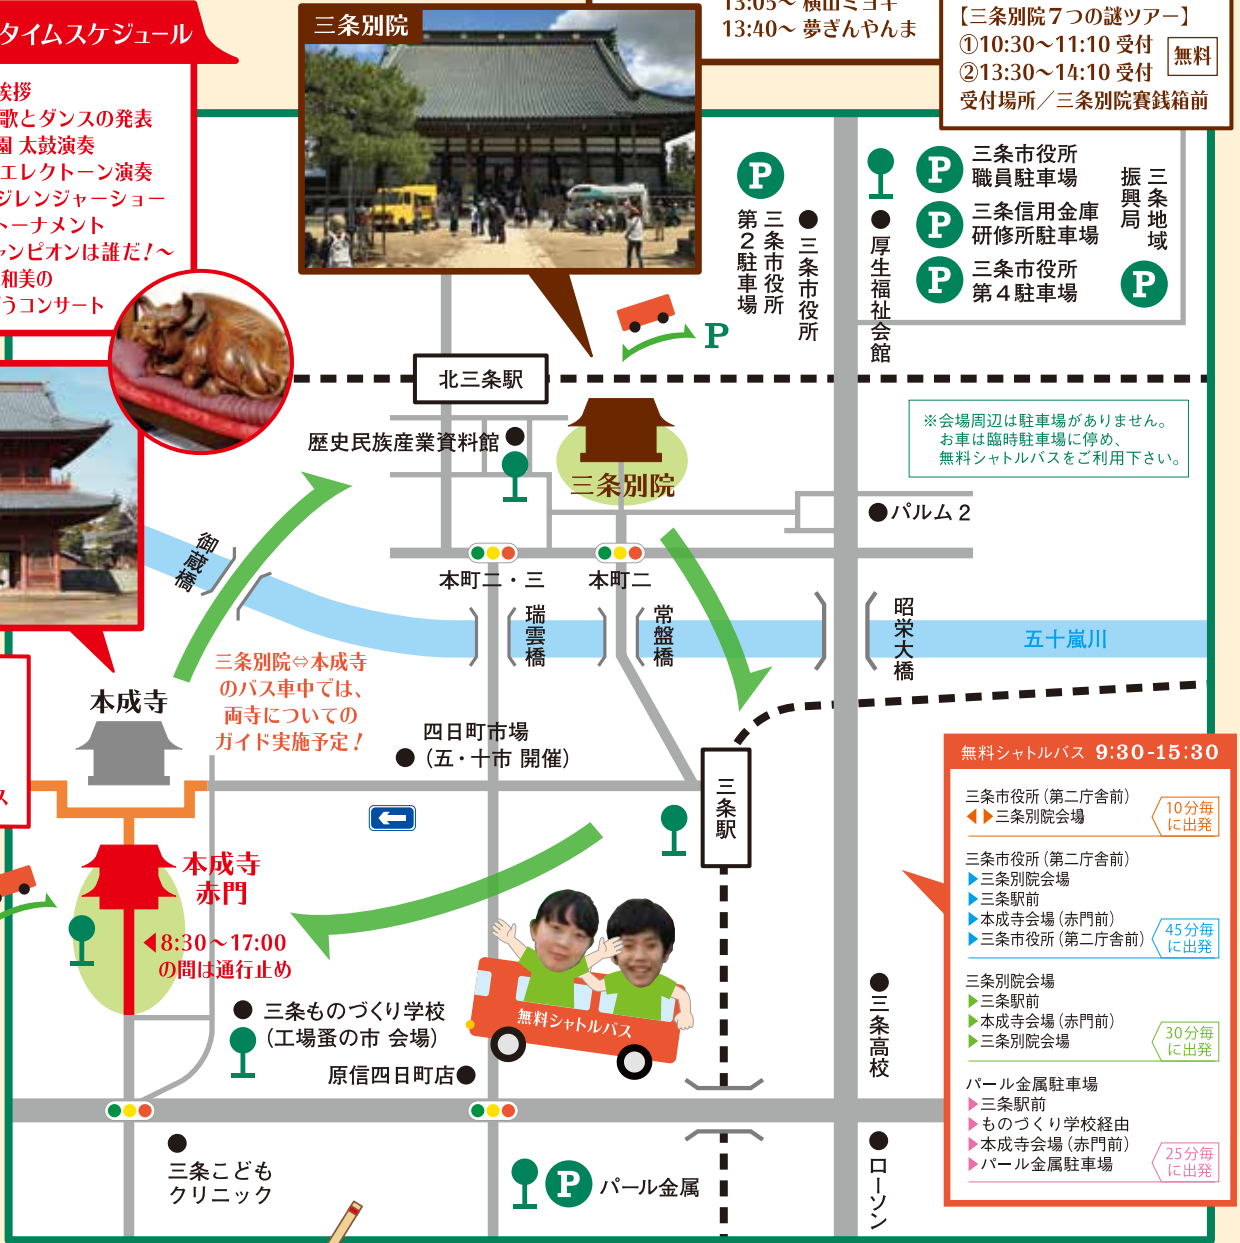 タイムスケジュール
挨拶
歌とダンスの発表
園 太鼓演奏
エレクトーン演奏
ジレンジャーショー
トーナメント
ャンピオンは誰だ!〜
和美の
うコンサート
三条別院
13:05〜 横山ミヨキ
13:40〜 夢ぎんやんま
【三条別院7つの謎ツアー】
①10:30〜11:10 受付
②13:30〜14:10 受付
無料
受付場所／三条別院賽銭箱前
P
三条市役所
第2駐車場
三条市役所
厚生福祉会館
P 三条市役所
職員駐車場
P 三条信用金庫
研修所駐車場
P 三条市役所
第4駐車場
三条地域
振興局
P
P
北三条駅
※会場周辺は駐車場がありません。
お車は臨時駐車場に停め、
無料シャトルバスをご利用下さい。
歴史民族産業資料館
三条別院
パルム2
御蔵橋
本町二・三
本町二
瑞雲橋
常盤橋
昭栄大橋
五十嵐川
三条別院⇔本成寺
のバス車中では、
両寺についての
ガイド実施予定!
本成寺
四日町市場
（五・十市 開催）
三条駅
ス
本成寺
赤門
8:30〜17:00
の間は通行止め
三条ものづくり学校
（工場蚤の市 会場）
原信四日町店
無料シャトルバス
三条高校
三条こども
クリニック
P パール金属
ローソン
無料シャトルバス 9:30-15:30
三条市役所（第二庁舎前）
三条別院会場
10分毎
に出発
三条市役所（第二庁舎前）
三条別院会場
三条駅前
本成寺会場（赤門前）
三条市役所（第二庁舎前）
45分毎
に出発
三条別院会場
三条駅前
本成寺会場（赤門前）
三条別院会場
30分毎
に出発
パール金属駐車場
三条駅前
ものづくり学校経由
本成寺会場（赤門前）
パール金属駐車場
25分毎
に出発